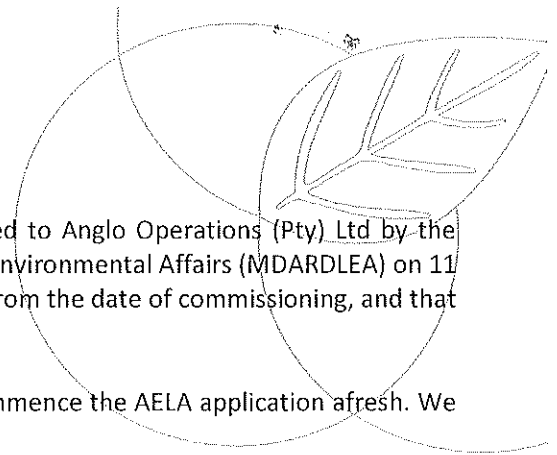 ed to Anglo Operations (Pty) Ltd by the
nvironmental Affairs (MDARDLEA) on 11
rom the date of commissioning, and that
mmence the AELA application afresh. We